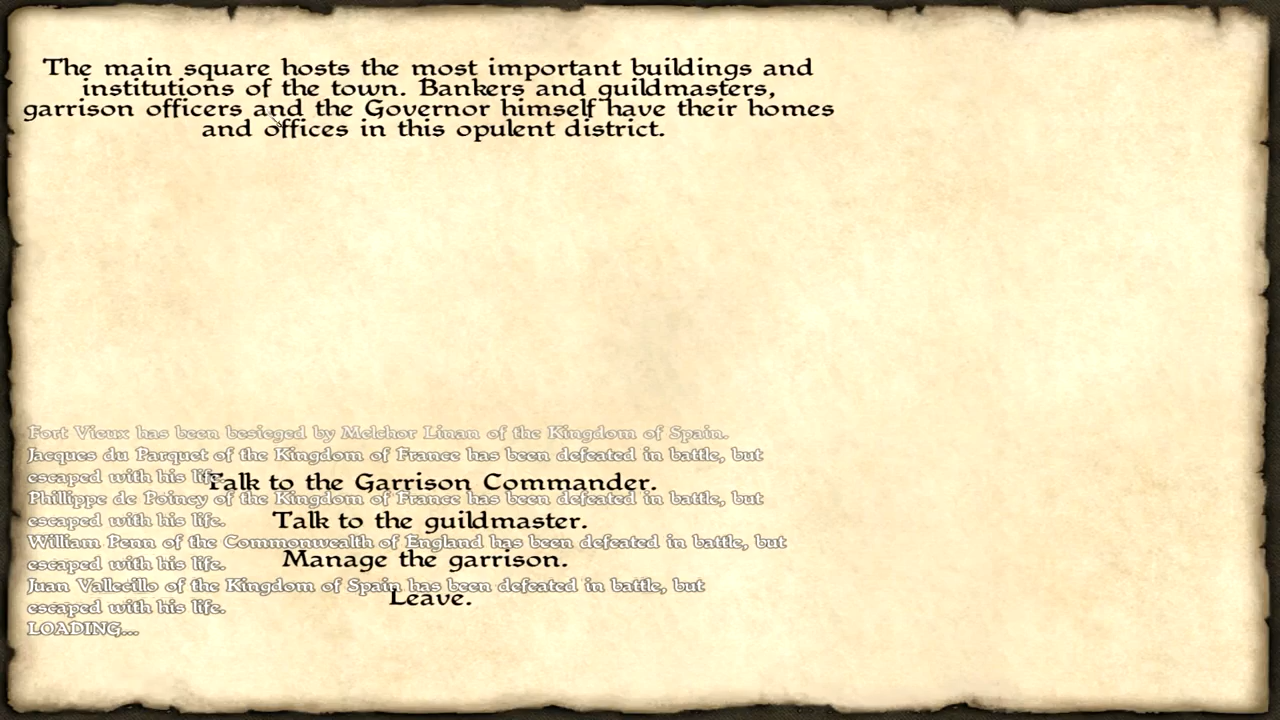 The main square hosts the most important buildings and
institutions of the town. Bankers and guildmasters,
garrison officers and the Governor himself have their homes
and offices in this opulent district.
Fort Vieux has been besieged by Melchor Linan of the Kingdom of Spain.
Jacques du Parquet of the Kingdom of France has been defeated in battle, but
escaped with his life.
Talk to the Garrison Commander.
Phillippe de Poincy of the Kingdom of France has been defeated in battle, but
escaped with his life.
Talk to the guildmaster.
William Penn of the Commonwealth of England has been defeated in battle, but
escaped with his life.
Manage the garrison.
Juan Vallecillo of the Kingdom of Spain has been defeated in battle, but
Leave.
escaped with his life.
LOADING...